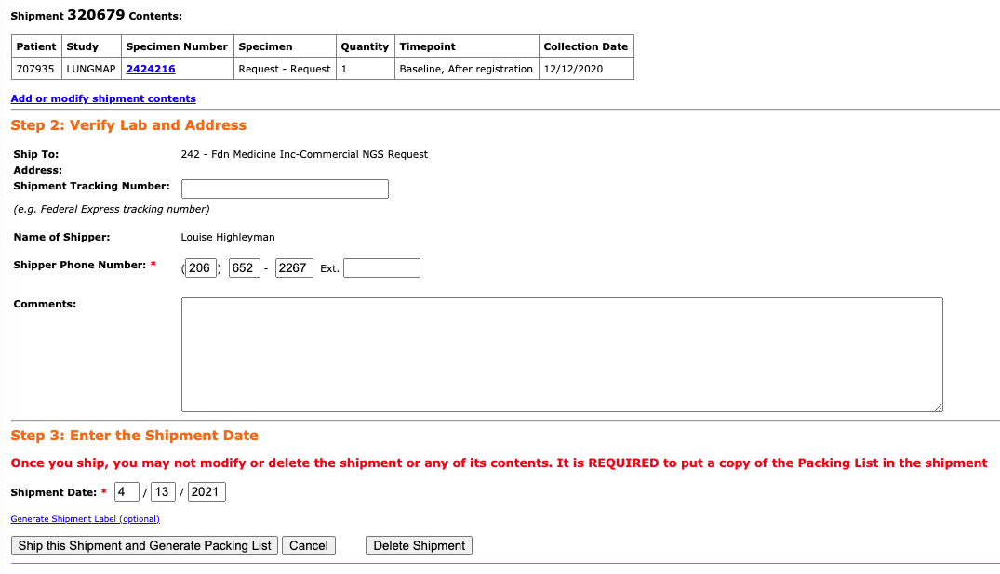 Shipment 320679 Contents:
Patient Study Specimen Number Specimen Quantity Timepoint Collection Date
707935 LUNGMAP 2424216 Request - Request 1 Baseline, After registration 12/12/2020
Add or modify shipment contents
Step 2: Verify Lab and Address
Ship To: 242 - Fdn Medicine Inc-Commercial NGS Request
Address:
Shipment Tracking Number:
(e.g. Federal Express tracking number)
Name of Shipper: Louise Highleyman
Shipper Phone Number: * ( 206 ) 652 - 2267 Ext.
Comments:
Step 3: Enter the Shipment Date
Once you ship, you may not modify or delete the shipment or any of its contents. It is REQUIRED to put a copy of the Packing List in the shipment
Shipment Date: * 4 / 13 / 2021
Generate Shipment Label (optional)
Ship this Shipment and Generate Packing List Cancel Delete Shipment